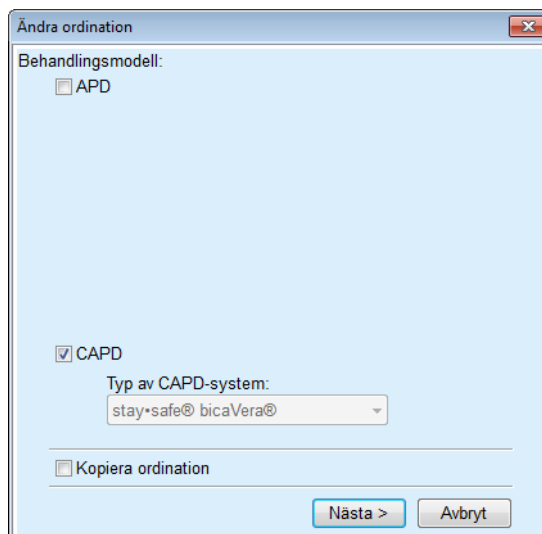 Ändra ordination
Behandlingsmodell:
APD
CAPD
Typ av CAPD-system:
stay•safe® bicaVera®
Kopiera ordination
Nästa > Avbryt